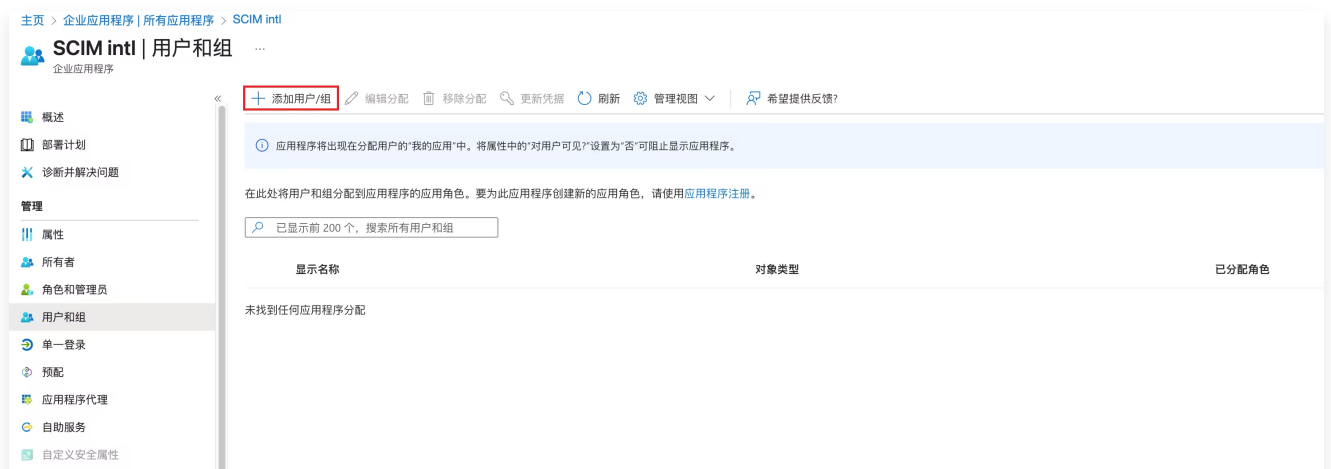 主页 > 企业应用程序 | 所有应用程序 > SCIM intl
SCIM intl | 用户和组 ...
企业应用程序
«
添加用户/组 编辑分配 移除分配 更新凭据 刷新 管理视图 希望提供反馈?
概述
部署计划
诊断并解决问题
管理
属性
所有者
角色和管理员
用户和组
单一登录
预配
应用程序代理
自助服务
自定义安全属性
应用程序将出现在分配用户的"我的应用"中。将属性中的"对用户可见?"设置为"否"可阻止显示应用程序。
在此处将用户和组分配到应用程序的应用角色。要为此应用程序创建新的应用角色，请使用应用程序注册。
已显示前 200 个，搜索所有用户和组
显示名称 对象类型 已分配角色
未找到任何应用程序分配